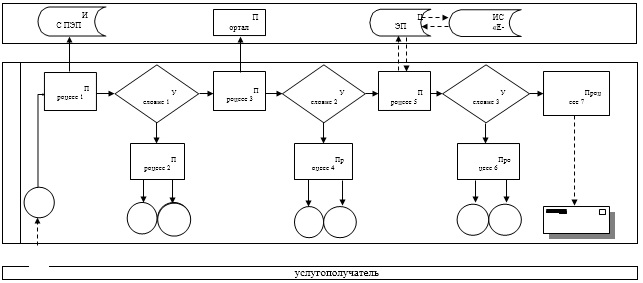 И
С ПЭП
П
ортал
П-
ЭП
ИС
«Е-
П
роцесс 1
У
словие 1
П
роцесс 3
У
словие 2
П
роцесс 5
У
словие 3
Проц
есс 7
П
роцесс 2
Пр
оцесс 4
Про
цесс 6
услугополучатель